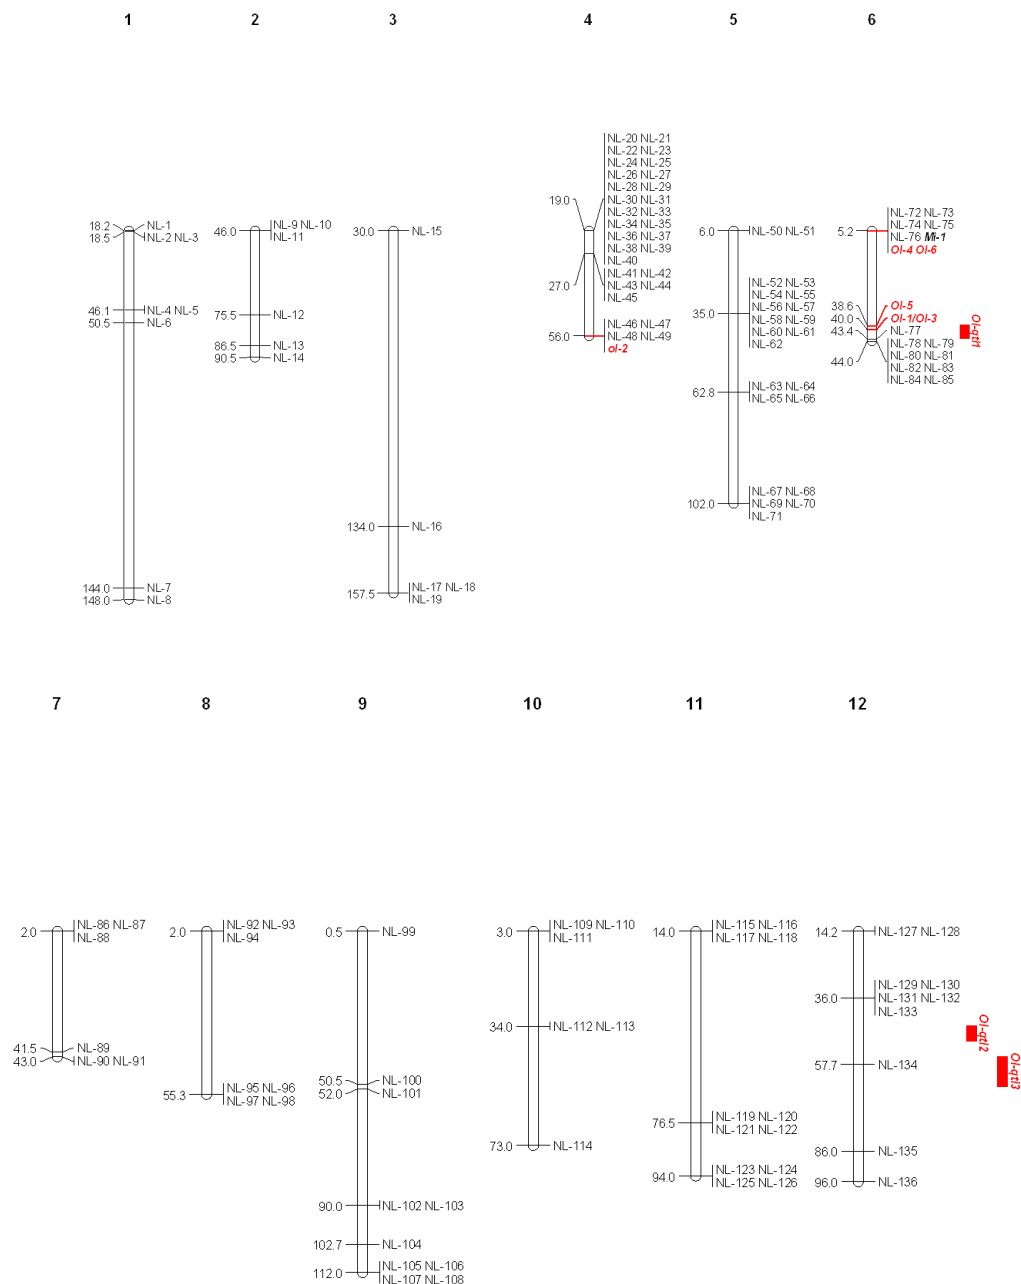 1 2 3 4 5 6
18.2 NL-1
18.5 NL-2 NL-3
46.1 NL-4 NL-5
50.5 NL-6
144.0 NL-7
148.0 NL-8
46.0 NL-9 NL-10
NL-11
75.5 NL-12
86.5 NL-13
90.5 NL-14
30.0 NL-15
134.0 NL-16
157.5 NL-17 NL-18
NL-19
NL-20 NL-21
NL-22 NL-23
NL-24 NL-25
NL-26 NL-27
NL-28 NL-29
19.0 NL-30 NL-31
NL-32 NL-33
NL-34 NL-35
NL-36 NL-37
NL-38 NL-39
NL-40
NL-41 NL-42
27.0 NL-43 NL-44
NL-45
NL-46 NL-47
56.0 NL-48 NL-49
ol-2
6.0 NL-50 NL-51
NL-52 NL-53
NL-54 NL-55
NL-56 NL-57
35.0 NL-58 NL-59
NL-60 NL-61
NL-62
62.8 NL-63 NL-64
NL-65 NL-66
NL-67 NL-68
102.0 NL-69 NL-70
NL-71
NL-72 NL-73
5.2 NL-74 NL-75
NL-76 Mi-1
Ol-4 Ol-6
38.6 Ol-5
40.0 Ol-1/Ol-3
43.4 NL-77
NL-78 NL-79
44.0 NL-80 NL-81
NL-82 NL-83
NL-84 NL-85
Ol-qtl1
7 8 9 10 11 12
2.0 NL-86 NL-87
NL-88
41.5 NL-89
43.0 NL-90 NL-91
2.0 NL-92 NL-93
NL-94
55.3 NL-95 NL-96
NL-97 NL-98
0.5 NL-99
50.5 NL-100
52.0 NL-101
90.0 NL-102 NL-103
102.7 NL-104
112.0 NL-105 NL-106
NL-107 NL-108
3.0 NL-109 NL-110
NL-111
34.0 NL-112 NL-113
73.0 NL-114
14.0 NL-115 NL-116
NL-117 NL-118
76.5 NL-119 NL-120
NL-121 NL-122
94.0 NL-123 NL-124
NL-125 NL-126
14.2 NL-127 NL-128
NL-129 NL-130
36.0 NL-131 NL-132
NL-133
57.7 NL-134
86.0 NL-135
96.0 NL-136
Ol-qtl2
Ol-qtl3